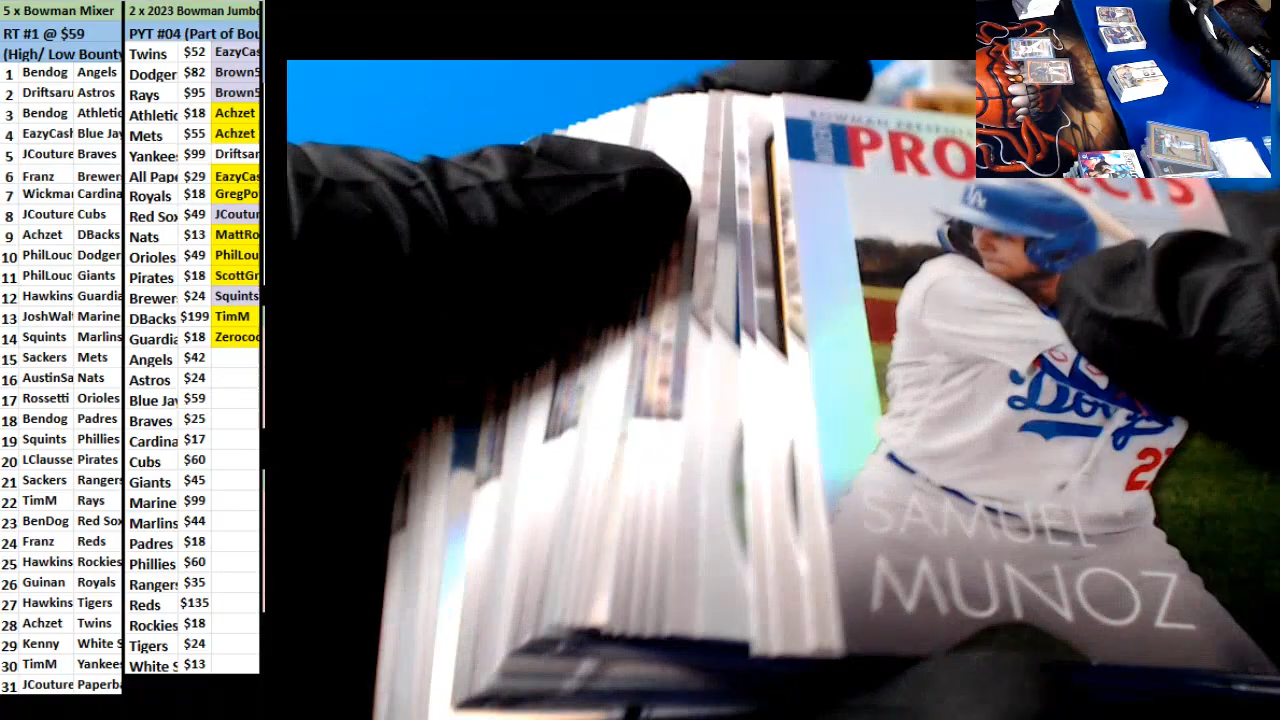 5 x Bowman Mixer
RT #1 @ $59
(High/ Low Bounty
1 Bendog Angels
2 Driftsaru Astros
3 Bendog Athletic
4 EazyCash Blue Jay
5 JCouture Braves
6 Franz Brewer
7 Wickmar Cardina
8 JCouture Cubs
9 Achzet DBacks
10 PhilLouc Dodger
11 PhilLouc Giants
12 Hawkins Guardia
13 JoshWalt Marine
14 Squints Marlins
15 Sackers Mets
16 AustinSa Nats
17 Rossetti Orioles
18 Bendog Padres
19 Squints Phillies
20 LClausse Pirates
21 Sackers Rangers
22 TimM Rays
23 BenDog Red Sox
24 Franz Reds
25 Hawkins Rockies
26 Guinan Royals
27 Hawkins Tigers
28 Achzet Twins
29 Kenny White S
30 TimM Yankee
31 JCouture Paperb
2 x 2023 Bowman Jumbo
PYT #04 (Part of Bou
Twins $52 EazyCas
Dodger $82 Brown5
Rays $95 Brown5
Athletic $18 Achzet
Mets $55 Achzet
Yankee $99 Driftsar
All Pape $29 EazyCas
Royals $18 GregPo
Red Sox $49 JCoutur
Nats $13 MattRo
Orioles $49 PhilLou
Pirates $18 ScottGr
Brewer $24 Squints
DBacks $199 TimM
Guardia $18 Zerocoo
Angels $42
Astros $24
Blue Jay $59
Braves $25
Cardina $17
Cubs $60
Giants $45
Marine $99
Marlins $44
Padres $18
Phillies $60
Rangers $35
Reds $135
Rockies $18
Tigers $24
White S $13
BOWMAN PRESENTS
Dodg
27
SAMUEL
MUNOZ